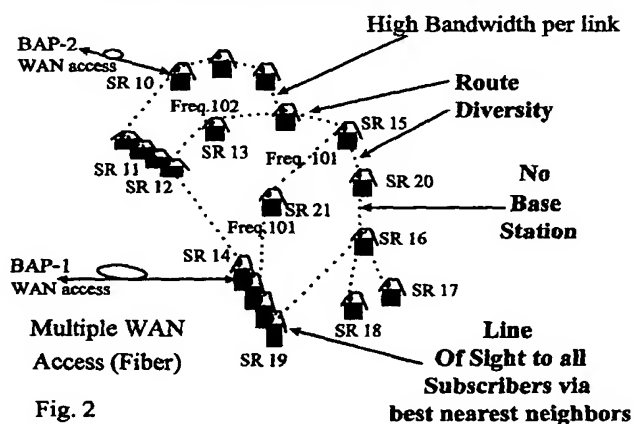 High Bandwidth per link
BAP-2
WAN access
SR 10
Route
Diversity
Freq.102
SR 15
SR 13
Freq.101
SR 11
SR 12
SR 20
No
Base
Station
SR 21
Freq.101
SR 14
SR 16
BAP-1
WAN access
SR 17
SR 18
Multiple WAN
Access (Fiber)
SR 19
Line
Of Sight to all
Subscribers via
best nearest neighbors
Fig. 2